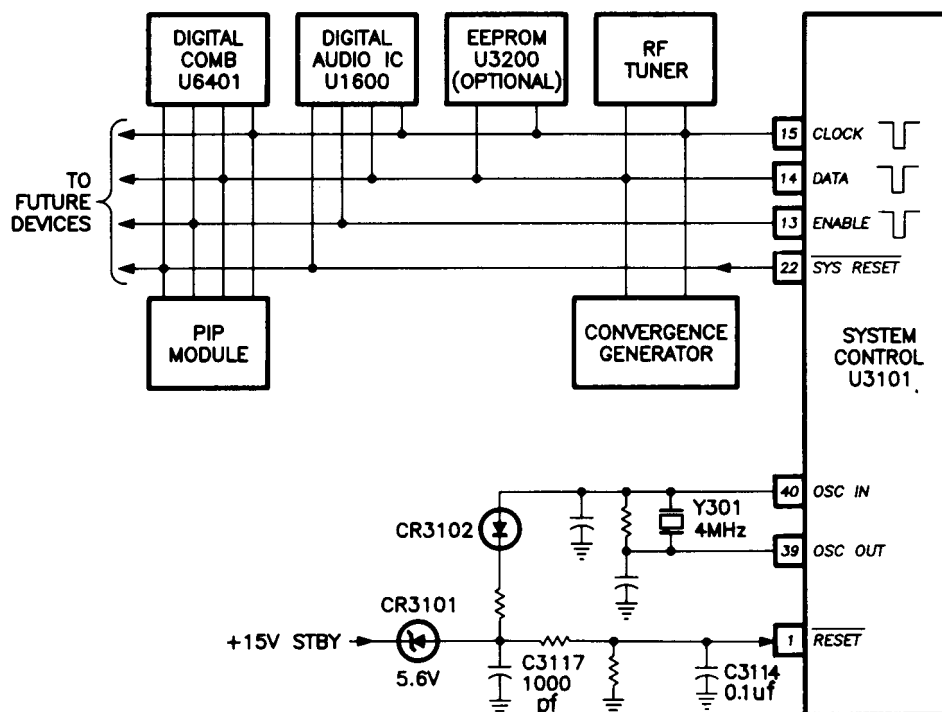 DIGITAL
COMB
U6401
DIGITAL
AUDIO IC
U1600
EEPROM
U3200
(OPTIONAL)
RF
TUNER
15 CLOCK
TO
FUTURE
DEVICES
14 DATA
13 ENABLE
22 SYS RESET
PIP
MODULE
CONVERGENCE
GENERATOR
SYSTEM
CONTROL
U3101
40 OSC IN
Y301
4MHz
CR3102
39 OSC OUT
CR3101
+15V STBY
5.6V
1 RESET
C3117
1000
pf
C3114
0.1uf